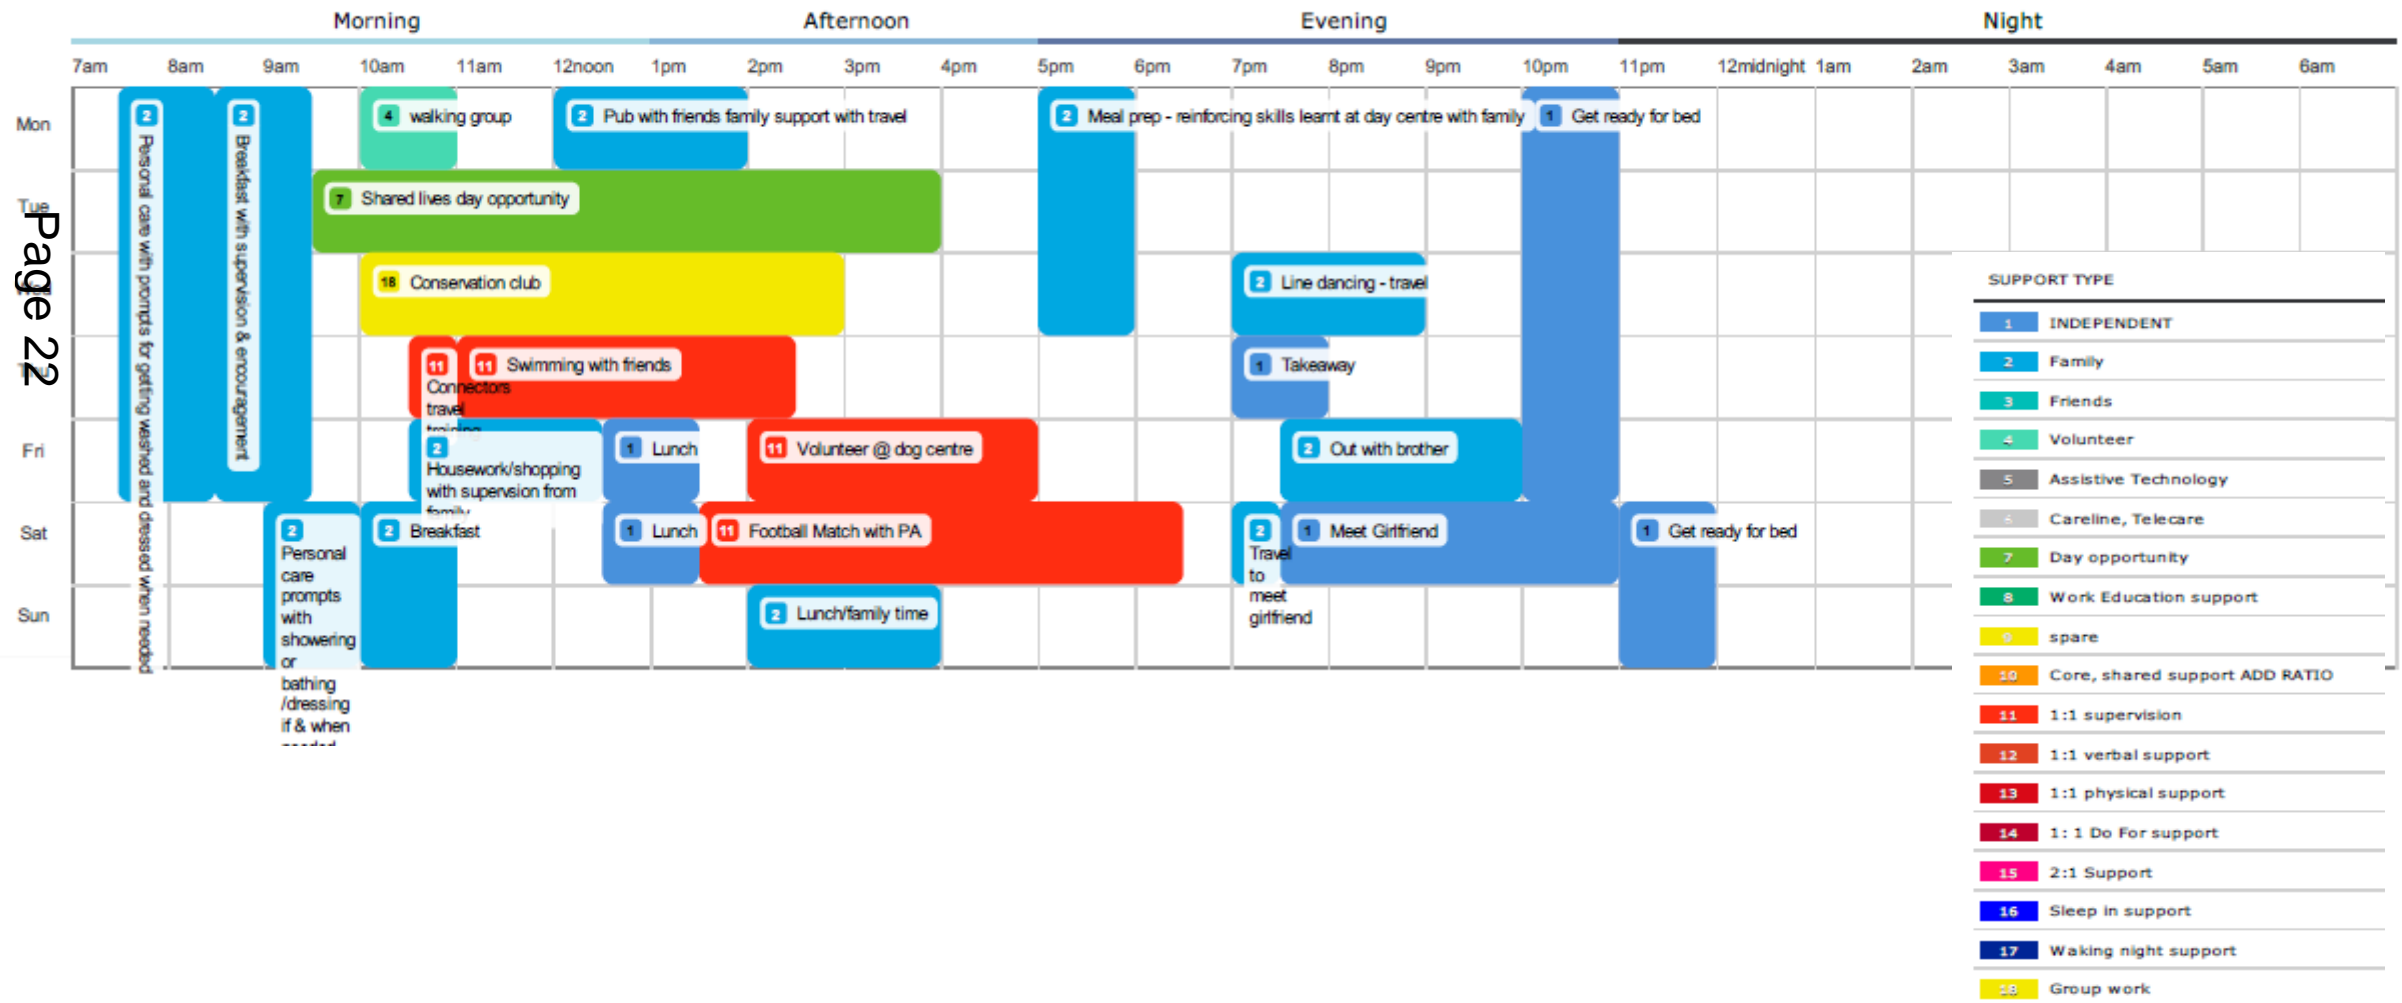 Morning Afternoon Evening Night
7am 8am 9am 10am 11am 12noon 1pm 2pm 3pm 4pm 5pm 6pm 7pm 8pm 9pm 10pm 11pm 12midnight 1am 2am 3am 4am 5am 6am
Mon
2 Personal care with prompts for getting washed and dressed when needed
2 Breakfast with supervision & encouragement
4 walking group
2 Pub with friends family support with travel
2 Meal prep - reinforcing skills learnt at day centre with family
1 Get ready for bed
Tue
7 Shared lives day opportunity
Page 22
Wed
18 Conservation club
2 Line dancing - travel
Thu
11
Connectors
travel
training
11 Swimming with friends
1 Takeaway
Fri
2
Housework/shopping
with supervsion from
family
1 Lunch
11 Volunteer @ dog centre
2 Out with brother
Sat
2
Personal
care
prompts
with
showering
or
bathing
/dressing
if & when
needed
2 Breakfast
1 Lunch
11 Football Match with PA
2
Travel
to
meet
girlfriend
1 Meet Girlfriend
1 Get ready for bed
Sun
2 Lunch/family time
SUPPORT TYPE
1 INDEPENDENT
2 Family
3 Friends
4 Volunteer
5 Assistive Technology
6 Careline, Telecare
7 Day opportunity
8 Work Education support
9 spare
10 Core, shared support ADD RATIO
11 1:1 supervision
12 1:1 verbal support
13 1:1 physical support
14 1: 1 Do For support
15 2:1 Support
16 Sleep in support
17 Waking night support
18 Group work